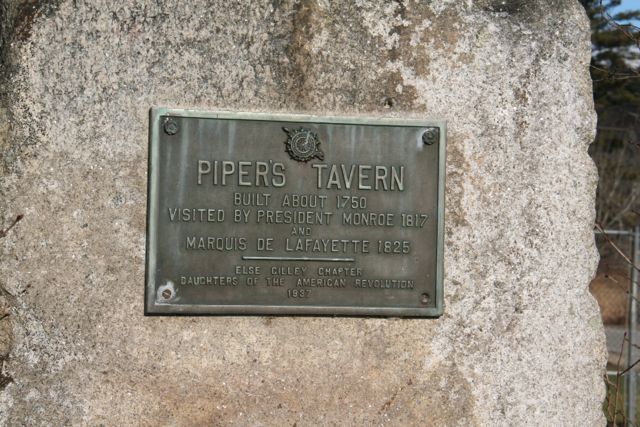 PIPER'S TAVERN
BUILT ABOUT 1750
VISITED BY PRESIDENT MONROE 1817
AND
MARQUIS DE LAFAYETTE 1825
ELSE CILLEY CHAPTER
DAUGHTERS OF THE AMERICAN REVOLUTION
1937